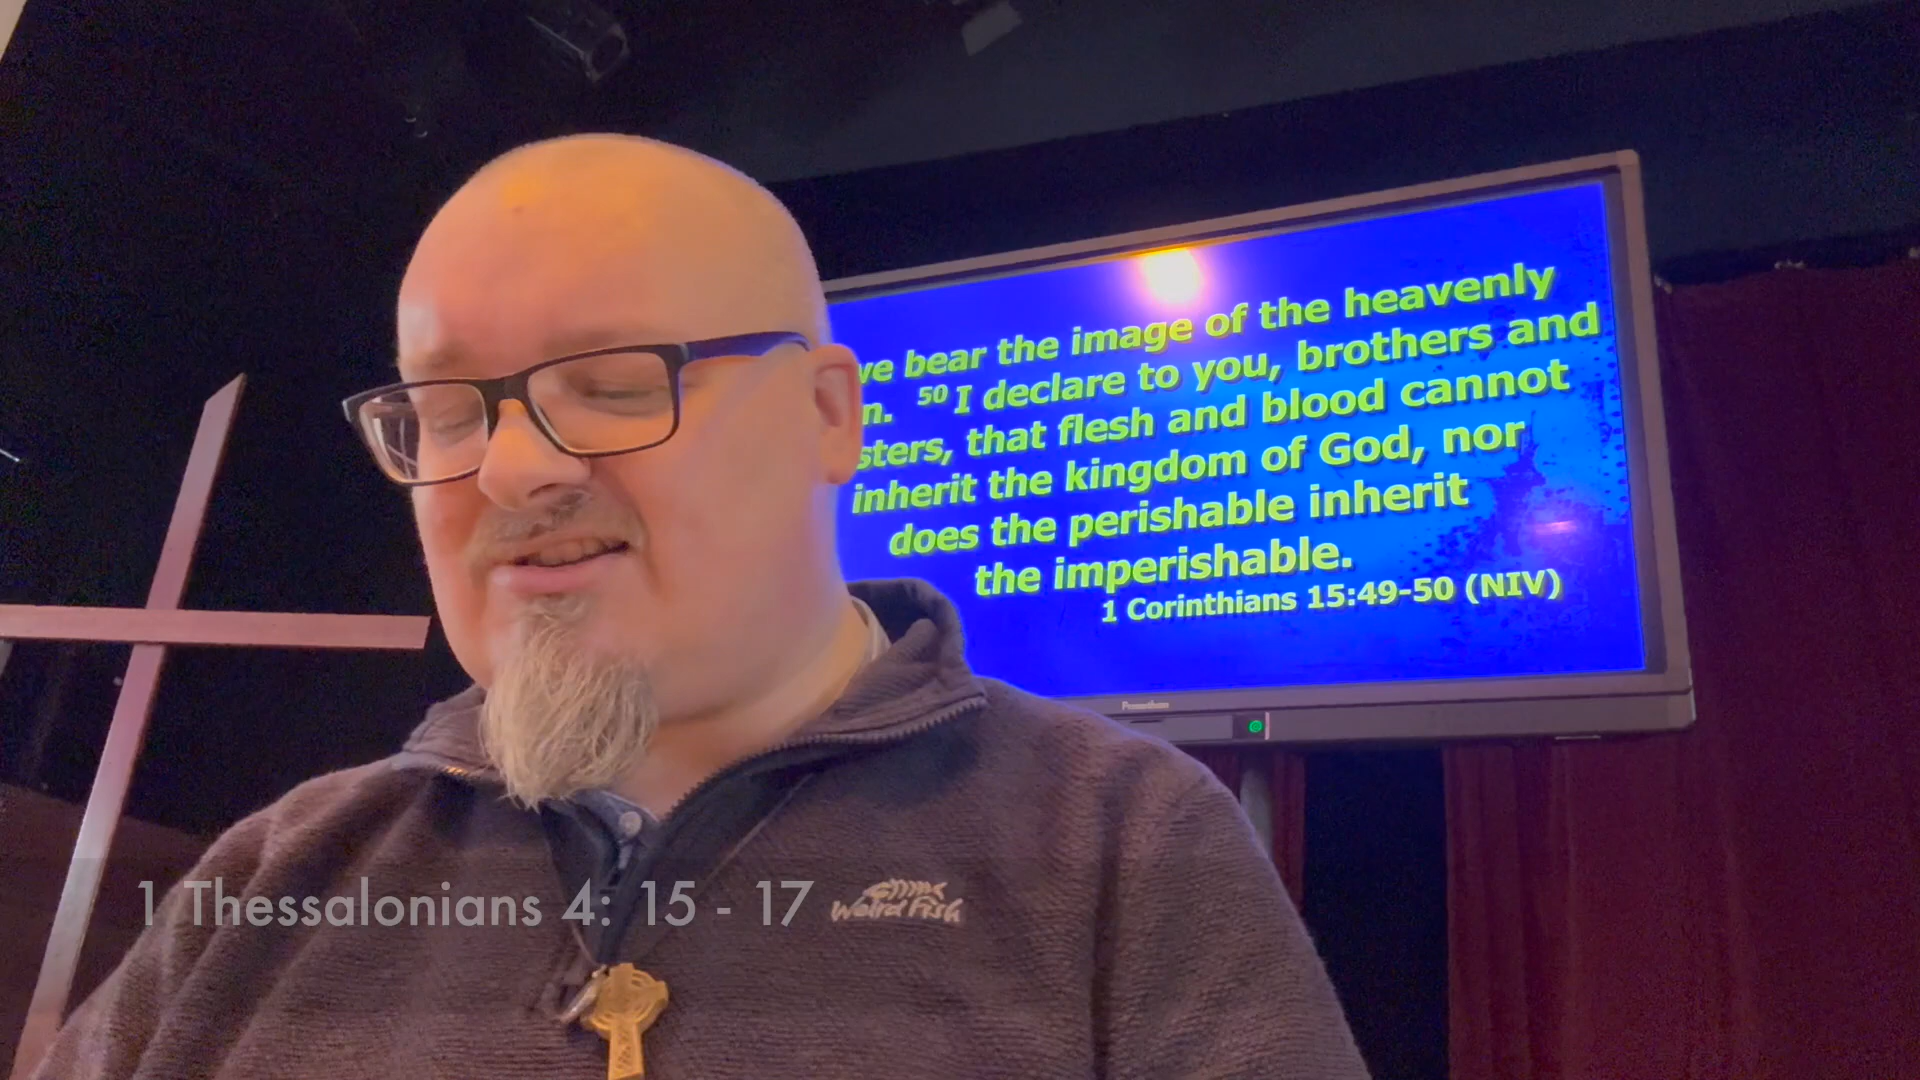 ve bear the image of the heavenly
n. 50 I declare to you, brothers and
sters, that flesh and blood cannot
inherit the kingdom of God, nor
does the perishable inherit
the imperishable.
1 Corinthians 15:49-50 (NIV)
Promethean
1 Thessalonians 4: 15 - 17
Weird Fish